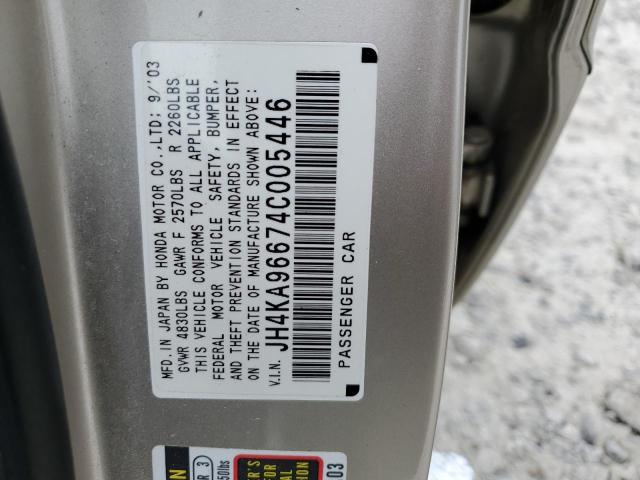 MFD. IN JAPAN BY HONDA MOTOR CO., LTD: 9/'03
GVWR 4830LBS GAWR F 2570LBS R 2260LBS
THIS VEHICLE CONFORMS TO ALL APPLICABLE
FEDERAL MOTOR VEHICLE SAFETY, BUMPER,
AND THEFT PREVENTION STANDARDS IN EFFECT
ON THE DATE OF MANUFACTURE SHOWN ABOVE:
V.I.N. JH4KA96674C005446
PASSENGER CAR
3
50lbs
03